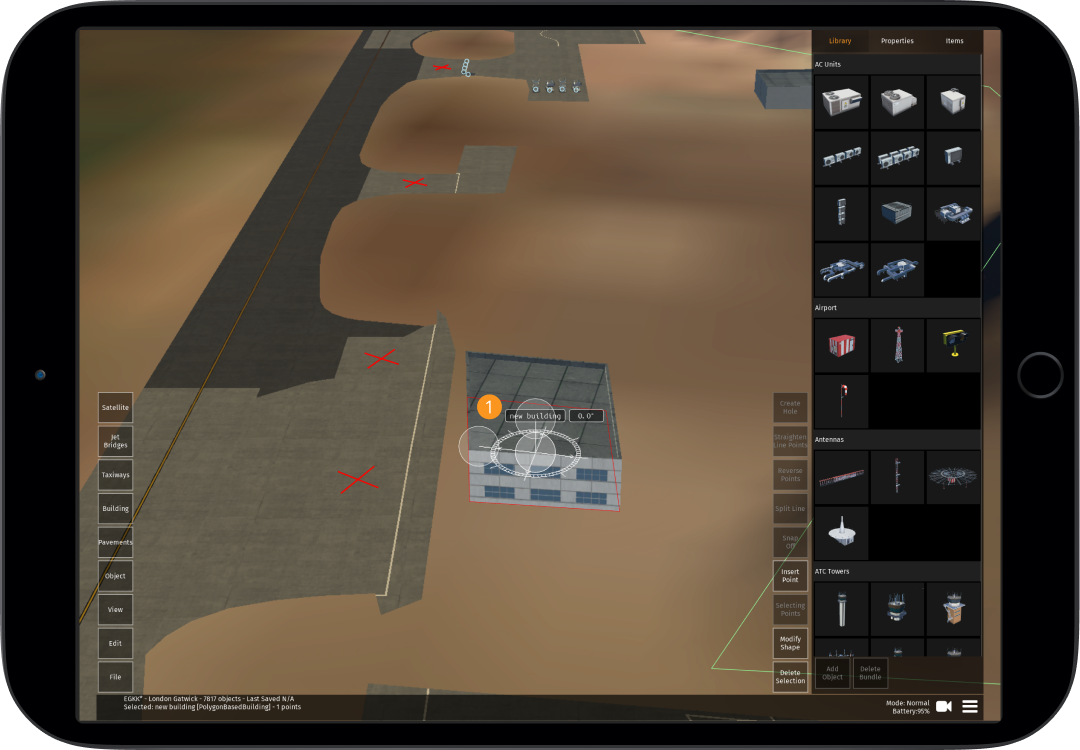 Library
Properties
Items
AC Units
Airport
Antennas
ATC Towers
1
new building
0.0°
Satellite
Jet
Bridges
Taxiways
Building
Pavements
Object
View
Edit
File
Create
Hole
Straighten
Line Points
Reverse
Points
Split Line
Snap
Off
Insert
Point
Selecting
Points
Modify
Shape
Delete
Selection
Add
Object
Delete
Bundle
EGKK* - London Gatwick - 7817 objects - Last Saved N/A
Selected: new building [PolygonBasedBuilding] - 1 points
Mode: Normal
Battery:95%